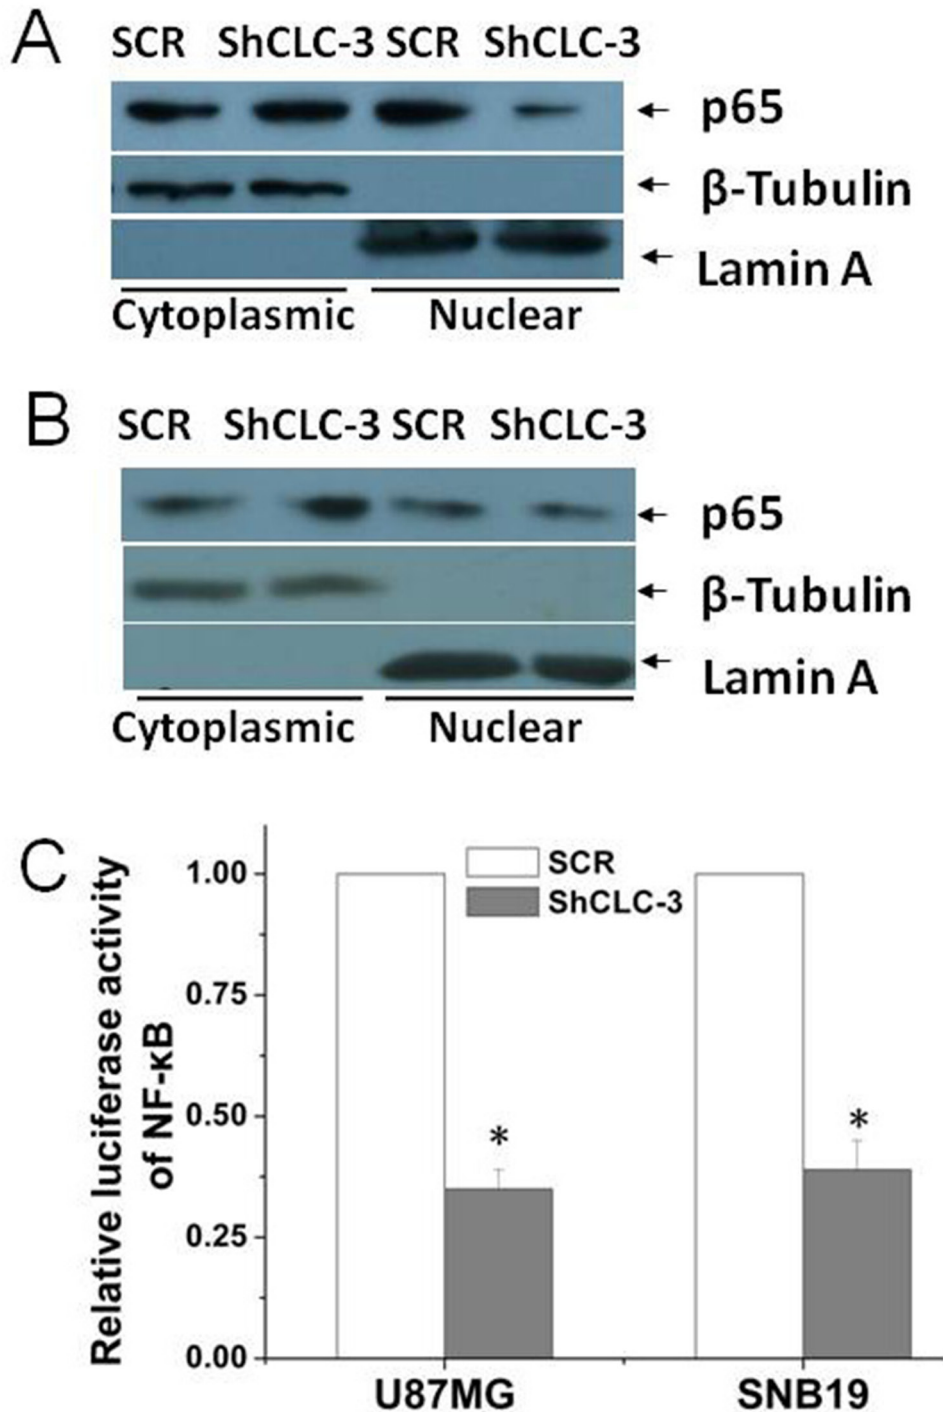 A
SCR ShCLC-3 SCR ShCLC-3
p65
β-Tubulin
Lamin A
Cytoplasmic Nuclear
B
SCR ShCLC-3 SCR ShCLC-3
p65
β-Tubulin
Lamin A
Cytoplasmic Nuclear
C
Relative luciferase activity
of NF-κB
1.00
0.75
0.50
0.25
0.00
SCR
ShCLC-3
*
*
U87MG SNB19